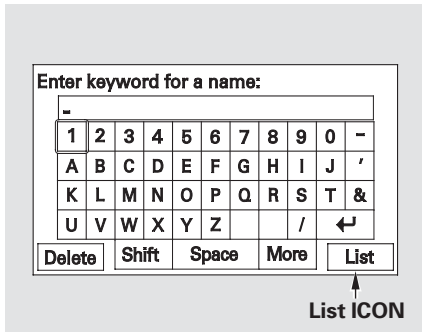 Enter keyword for a name:
-
1 2 3 4 5 6 7 8 9 0 -
A B C D E F G H I J '
K L M N O P Q R S T &
U V W X Y Z / ↵
Delete Shift Space More List
List ICON